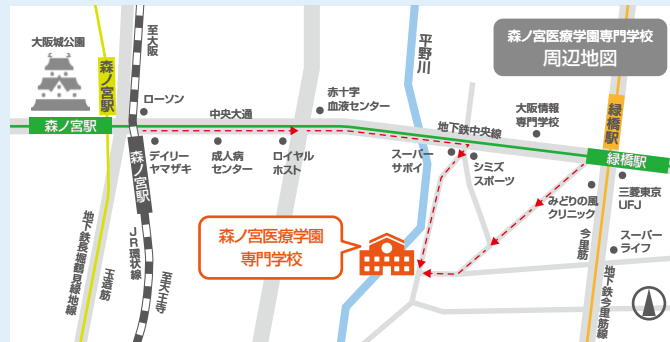 森ノ宮医療学園専門学校
周辺地図
大阪城公園
森ノ宮駅
至大阪
平野川
ローソン
赤十字
血液センター
中央大通
地下鉄中央線
大阪情報
専門学校
緑橋駅
森ノ宮駅
緑橋駅
デイリー
ヤマザキ
成人病
センター
ロイヤル
ホスト
スーパー
サボイ
シミズ
スポーツ
森ノ宮駅
みどりの風
クリニック
三菱東京
UFJ
森ノ宮医療学園
専門学校
今里筋
スーパー
ライフ
地下鉄長堀鶴見緑地線
玉造筋
JR環状線
至天王寺
地下鉄今里筋線